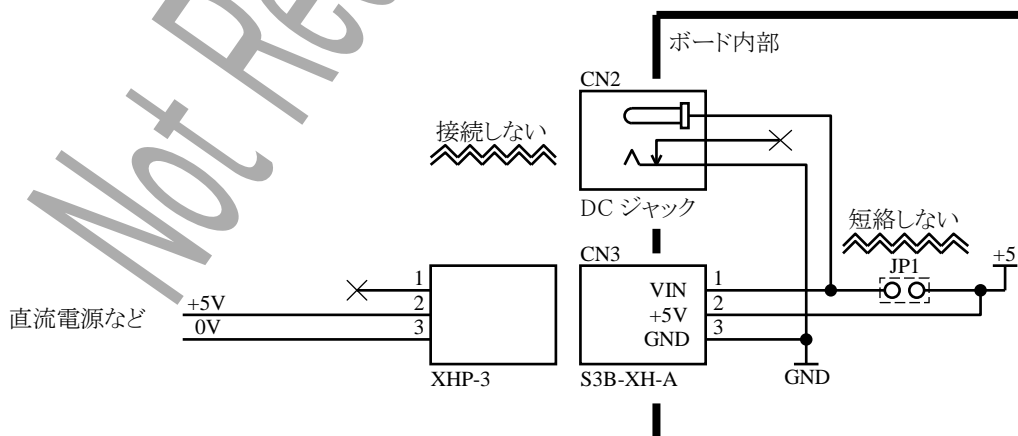 Not Re
ボード内部
CN2
接続しない
DC ジャック
短絡しない
CN3
JP1
+5
直流電源など
+5V
0V
1
2
3
VIN
+5V
GND
1
2
3
XHP-3
S3B-XH-A
GND